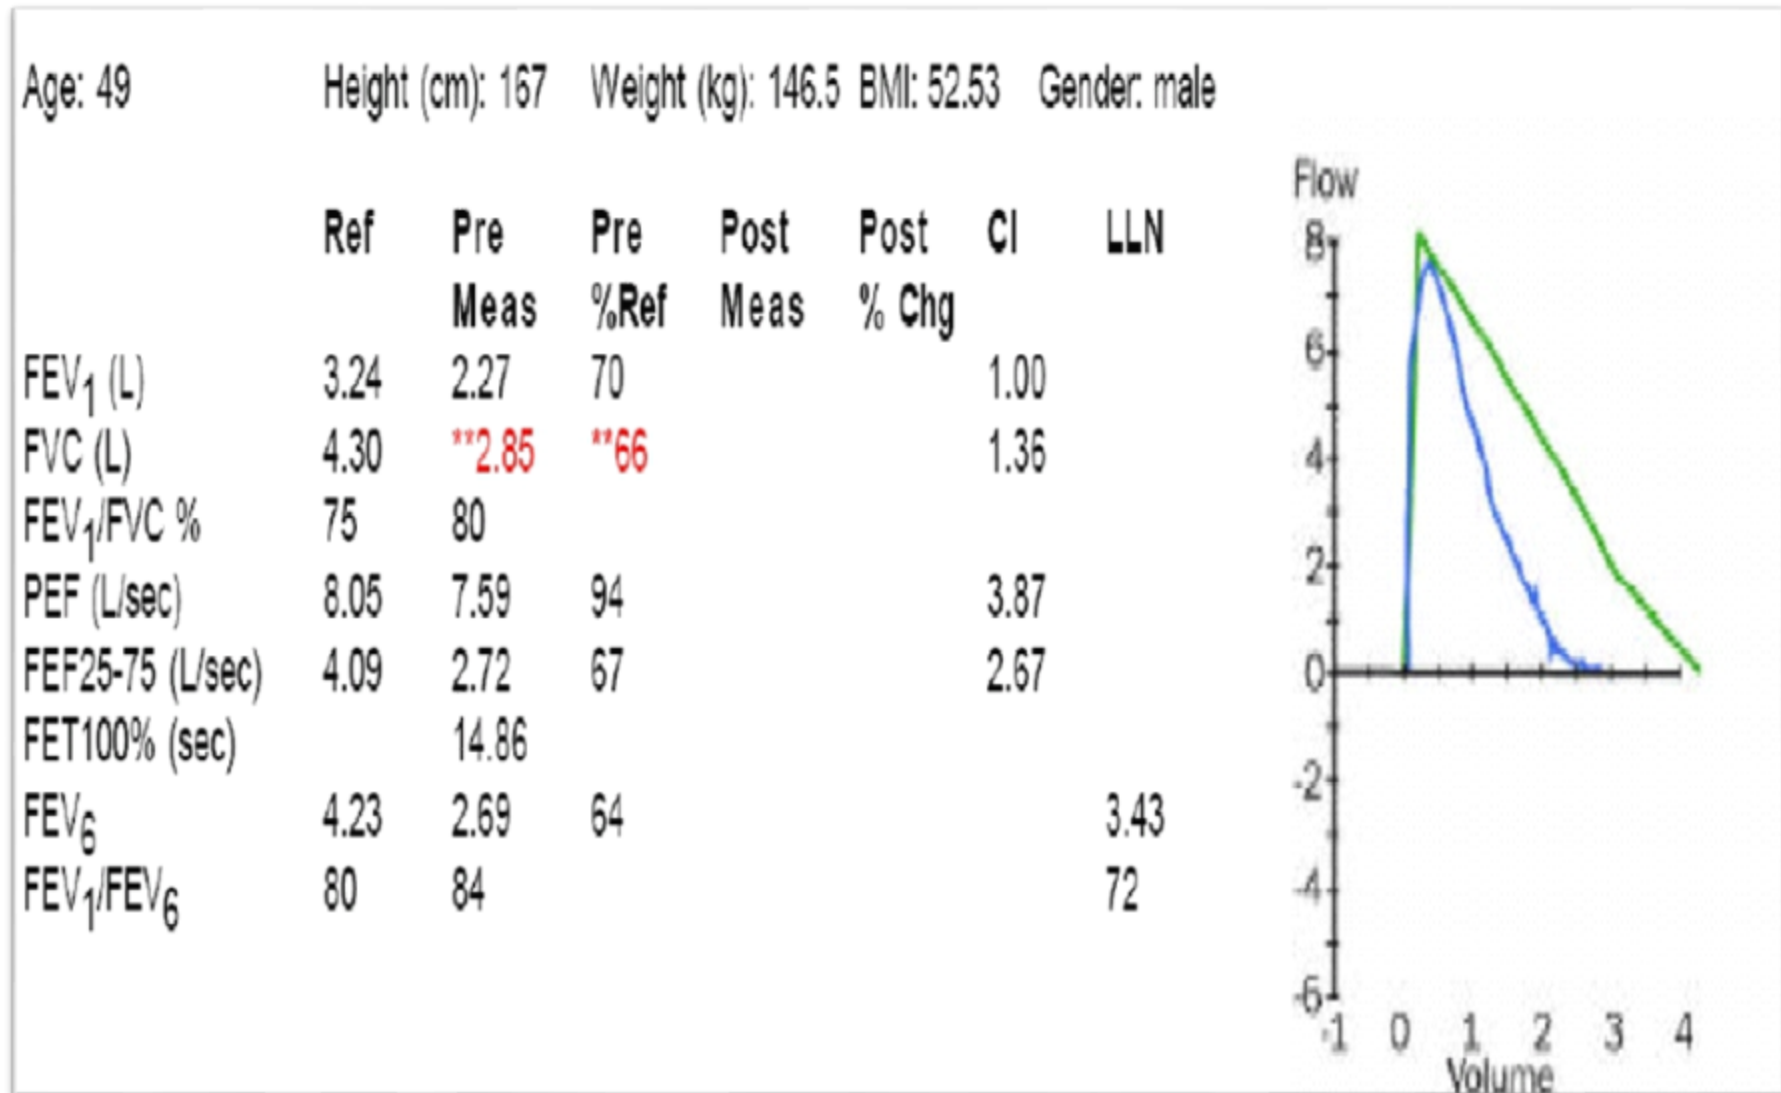 Age: 49 Height (cm): 167 Weight (kg): 146.5 BMI: 52.53 Gender: male
Ref Pre Pre Post Post CI LLN
Meas %Ref Meas % Chg
FEV1 (L) 3.24 2.27 70 1.00
FVC (L) 4.30 **2.85 **66 1.36
FEV1/FVC % 75 80
PEF (L/sec) 8.05 7.59 94 3.87
FEF25-75 (L/sec) 4.09 2.72 67 2.67
FET100% (sec) 14.86
FEV6 4.23 2.69 64 3.43
FEV1/FEV6 80 84 72
Flow
8
6
4
2
0
-2
-4
-6
-1 0 1 2 3 4
Volume